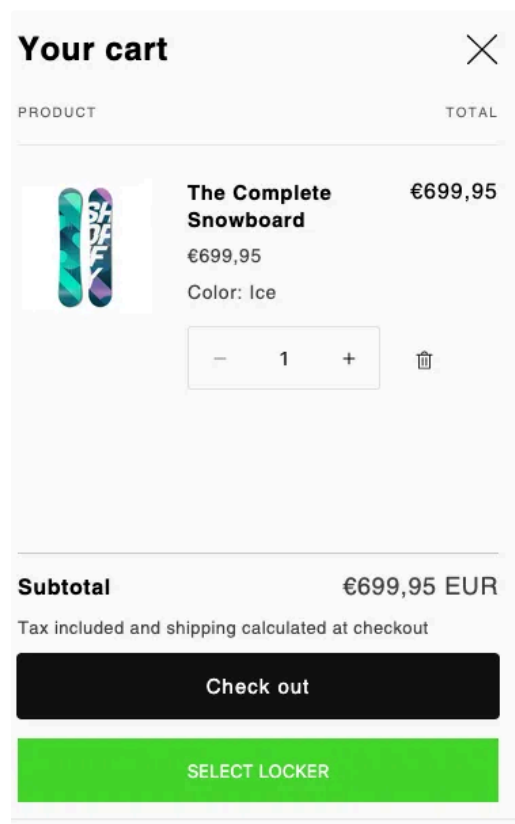 Your cart
PRODUCT TOTAL
The Complete €699,95
Snowboard
€699,95
Color: Ice
− 1 +
Subtotal €699,95 EUR
Tax included and shipping calculated at checkout
Check out
SELECT LOCKER